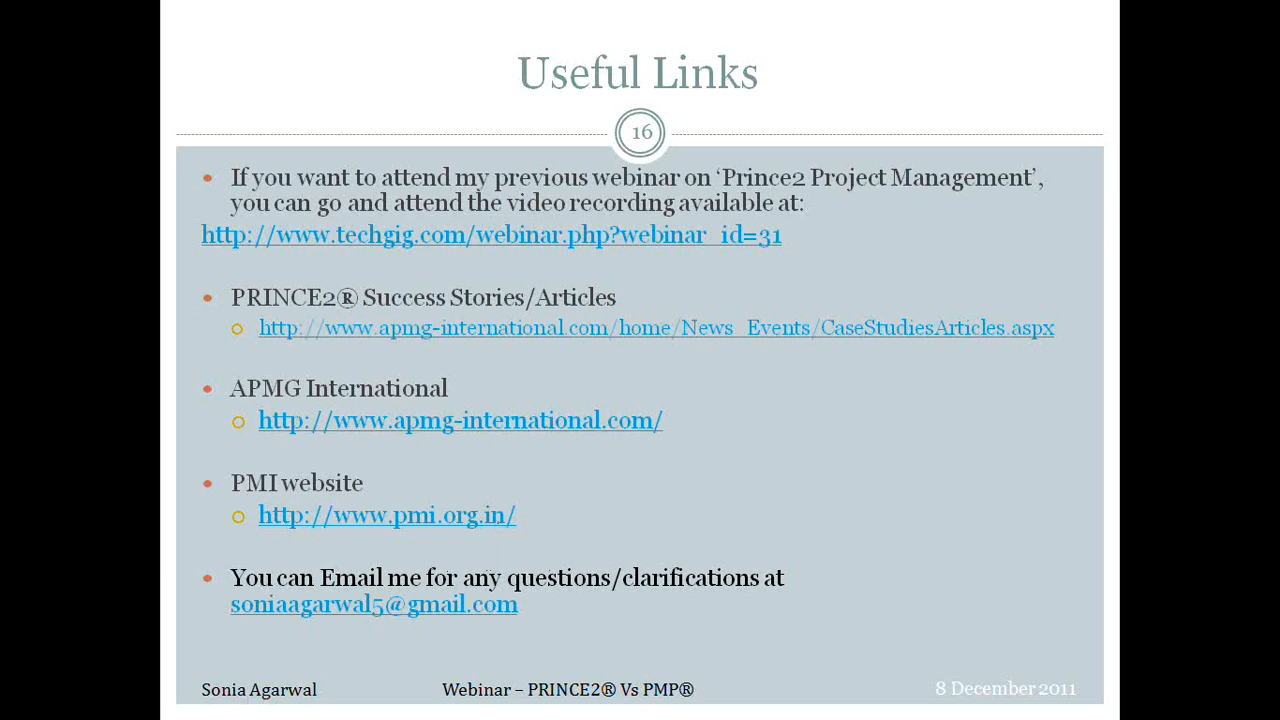 Useful Links
16
If you want to attend my previous webinar on ‘Prince2 Project Management’,
you can go and attend the video recording available at:
http://www.techgig.com/webinar.php?webinar_id=31
PRINCE2® Success Stories/Articles
http://www.apmg-international.com/home/News_Events/CaseStudiesArticles.aspx
APMG International
http://www.apmg-international.com/
PMI website
http://www.pmi.org.in/
You can Email me for any questions/clarifications at
soniaagarwal5@gmail.com
Sonia Agarwal Webinar – PRINCE2® Vs PMP® 8 December 2011